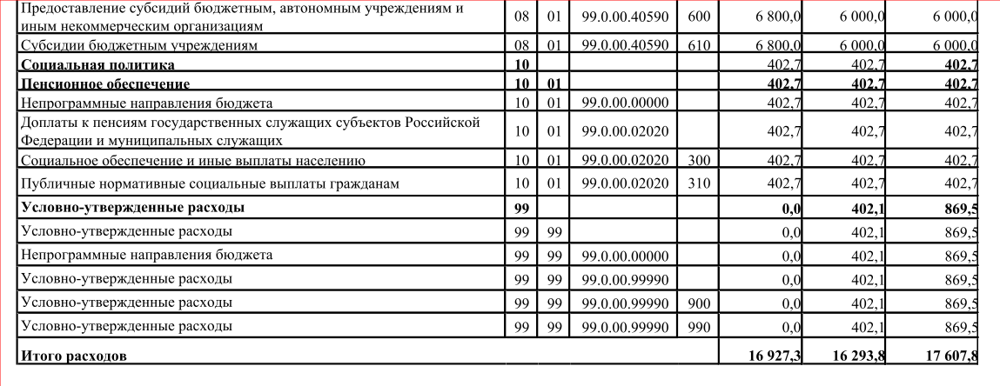 Предоставление субсидий бюджетным, автономным учреждениям и
иным некоммерческим организациям 08 01 99.0.00.40590 600 6 800,0 6 000,0 6 000,0
Субсидии бюджетным учреждениям 08 01 99.0.00.40590 610 6 800,0 6 000,0 6 000,0
Социальная политика 10 402,7 402,7 402,7
Пенсионное обеспечение 10 01 402,7 402,7 402,7
Непрограммные направления бюджета 10 01 99.0.00.00000 402,7 402,7 402,7
Доплаты к пенсиям государственных служащих субъектов Российской
Федерации и муниципальных служащих 10 01 99.0.00.02020 402,7 402,7 402,7
Социальное обеспечение и иные выплаты населению 10 01 99.0.00.02020 300 402,7 402,7 402,7
Публичные нормативные социальные выплаты гражданам 10 01 99.0.00.02020 310 402,7 402,7 402,7
Условно-утвержденные расходы 99 0,0 402,1 869,5
Условно-утвержденные расходы 99 99 0,0 402,1 869,5
Непрограммные направления бюджета 99 99 99.0.00.00000 0,0 402,1 869,5
Условно-утвержденные расходы 99 99 99.0.00.99990 0,0 402,1 869,5
Условно-утвержденные расходы 99 99 99.0.00.99990 900 0,0 402,1 869,5
Условно-утвержденные расходы 99 99 99.0.00.99990 990 0,0 402,1 869,5
Итого расходов 16 927,3 16 293,8 17 607,8